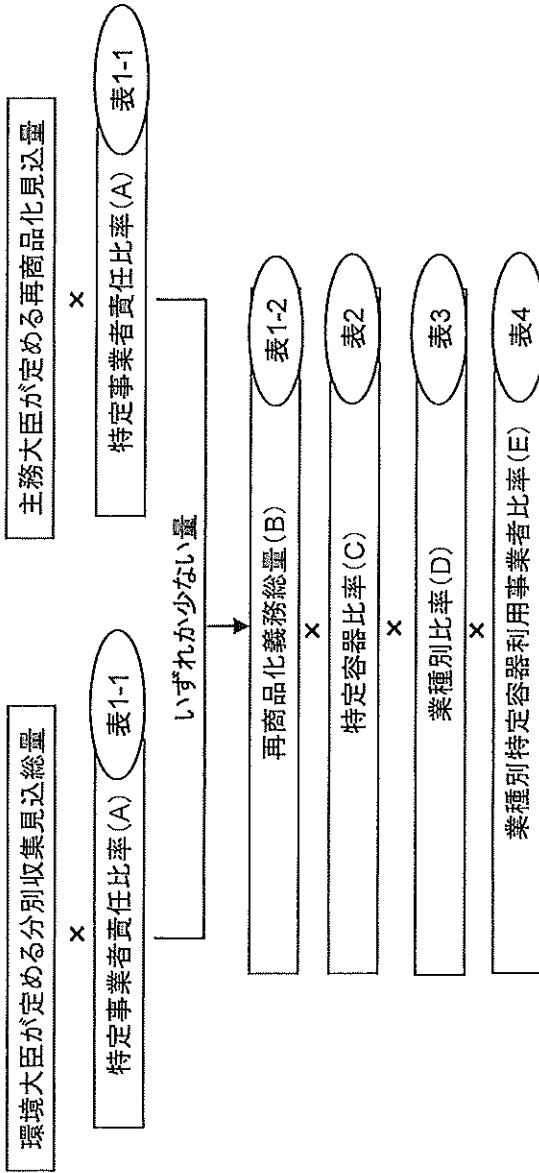 環境大臣が定める分別収集見込総量
×
特定事業者責任比率(A)
表1-1
主務大臣が定める再商品化見込量
×
特定事業者責任比率(A)
表1-1
いずれか少ない量
再商品化義務総量(B)
表1-2
×
特定容器比率(C)
表2
×
業種別比率(D)
表3
×
業種別特定容器利用事業者比率(E)
表4